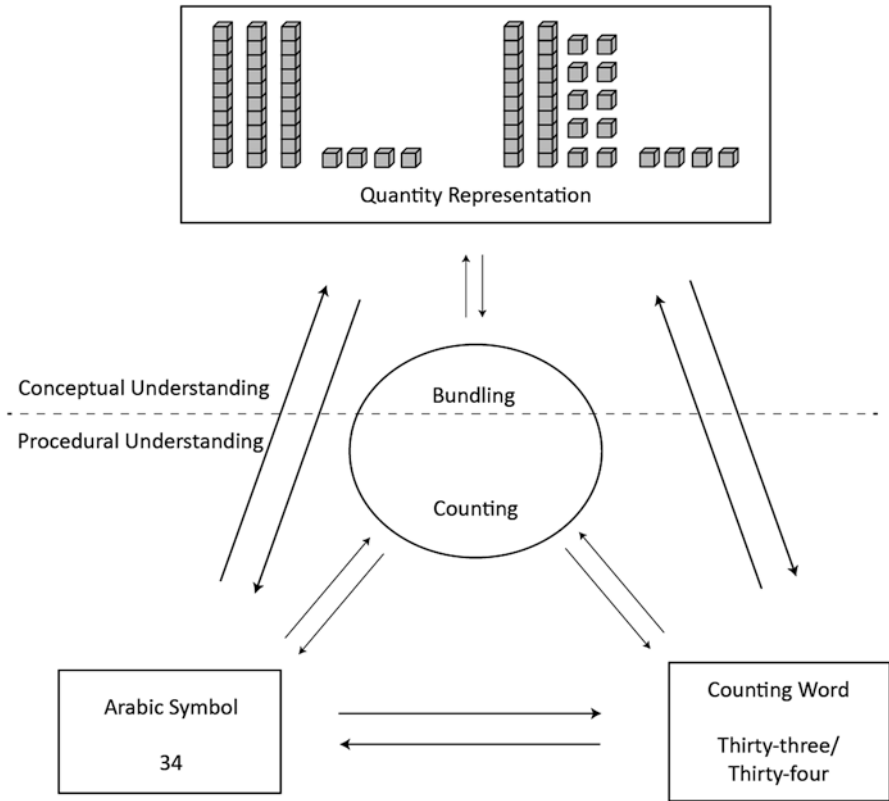 Quantity Representation
Conceptual Understanding
Bundling
Procedural Understanding
Counting
Arabic Symbol
34
Counting Word
Thirty-three/
Thirty-four